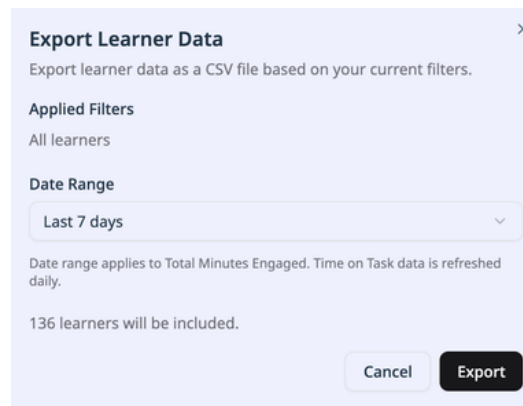 Export Learner Data
Export learner data as a CSV file based on your current filters.
Applied Filters
All learners
Date Range
Last 7 days
Date range applies to Total Minutes Engaged. Time on Task data is refreshed
daily.
136 learners will be included.
Cancel Export